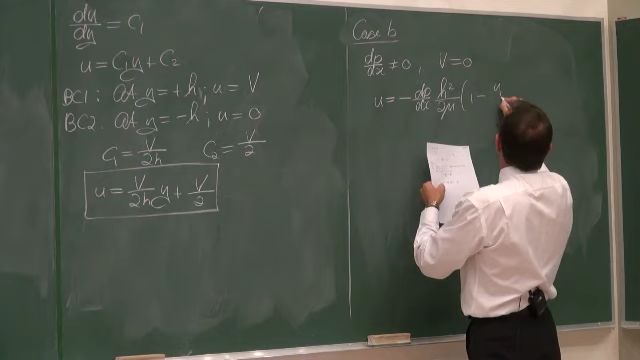 du/dy = C₁
u = C₁y + C₂
BC1: at y = +h; u = V
BC2. at y = -h; u = 0
C₁ = V/2h C₂ = V/2
u = V/2h y + V/2
Case b
dp/dx ≠ 0, V = 0
u = - dp/dx h²/2μ (1 - y